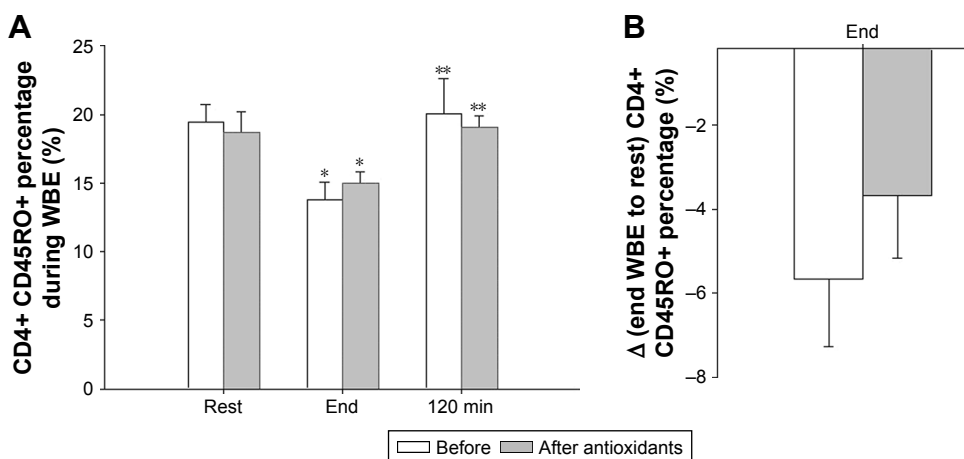 A
CD4+ CD45RO+ percentage
during WBE (%)
25
20
15
10
5
0
*
*
**
**
Rest
End
120 min
B
Δ (end WBE to rest) CD4+
CD45RO+ percentage (%)
End
–2
–4
–6
–8
Before
After antioxidants